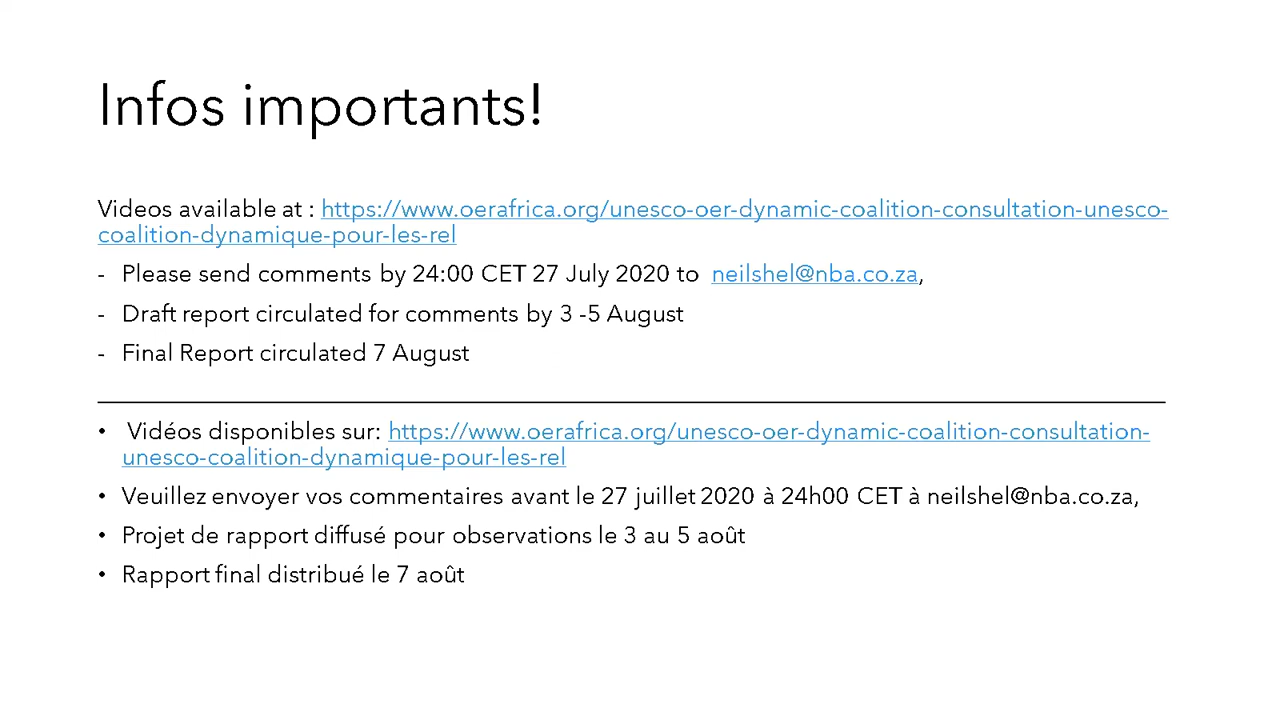 Infos importants!
Videos available at : https://www.oerafrica.org/unesco-oer-dynamic-coalition-consultation-unesco-
coalition-dynamique-pour-les-rel
- Please send comments by 24:00 CET 27 July 2020 to neilshel@nba.co.za,
- Draft report circulated for comments by 3 -5 August
- Final Report circulated 7 August
• Vidéos disponibles sur: https://www.oerafrica.org/unesco-oer-dynamic-coalition-consultation-
unesco-coalition-dynamique-pour-les-rel
• Veuillez envoyer vos commentaires avant le 27 juillet 2020 à 24h00 CET à neilshel@nba.co.za,
• Projet de rapport diffusé pour observations le 3 au 5 août
• Rapport final distribué le 7 août